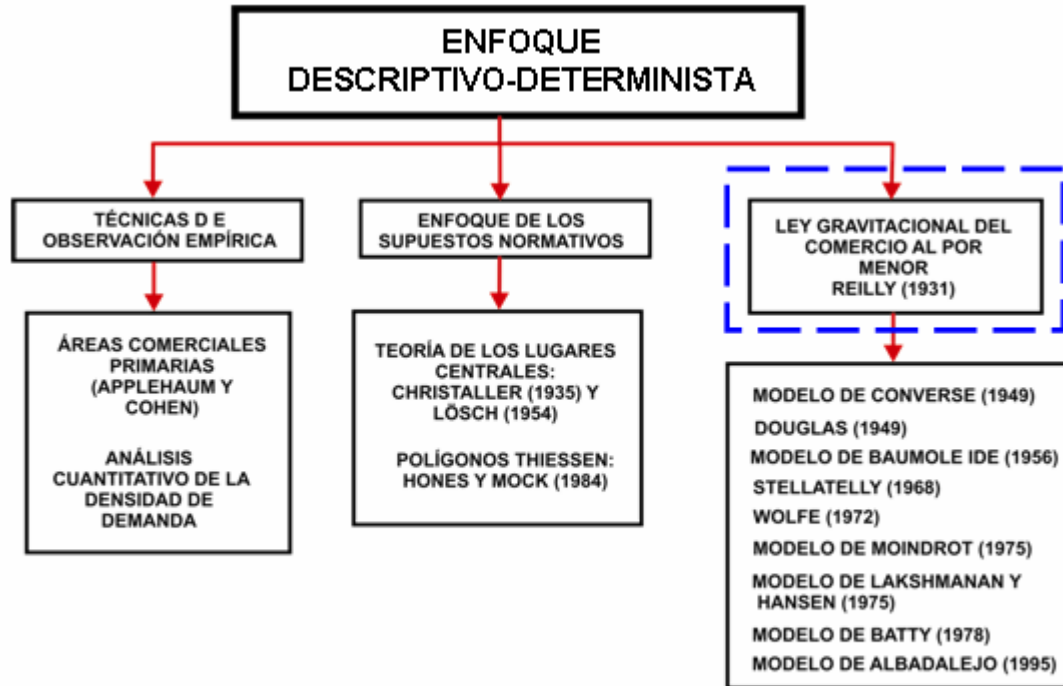 ENFOQUE
DESCRIPTIVO-DETERMINISTA
TÉCNICAS D E
OBSERVACIÓN EMPÍRICA
ENFOQUE DE LOS
SUPUESTOS NORMATIVOS
LEY GRAVITACIONAL DEL
COMERCIO AL POR
MENOR
REILLY (1931)
ÁREAS COMERCIALES
PRIMARIAS
(APPLEHAUM Y
COHEN)
ANÁLISIS
CUANTITATIVO DE LA
DENSIDAD DE
DEMANDA
TEORÍA DE LOS LUGARES
CENTRALES:
CHRISTALLER (1935) Y
LÖSCH (1954)
POLÍGONOS THIESSEN:
HONES Y MOCK (1984)
MODELO DE CONVERSE (1949)
DOUGLAS (1949)
MODELO DE BAUMOLE IDE (1956)
STELLATELLY (1968)
WOLFE (1972)
MODELO DE MOINDROT (1975)
MODELO DE LAKSHMANAN Y
HANSEN (1975)
MODELO DE BATTY (1978)
MODELO DE ALBADALEJO (1995)